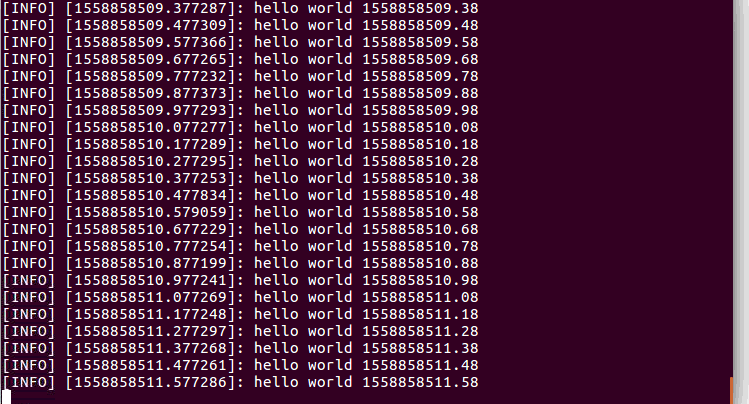 [INFO] [1558858509.377287]: hello world 1558858509.38
[INFO] [1558858509.477309]: hello world 1558858509.48
[INFO] [1558858509.577366]: hello world 1558858509.58
[INFO] [1558858509.677265]: hello world 1558858509.68
[INFO] [1558858509.777232]: hello world 1558858509.78
[INFO] [1558858509.877373]: hello world 1558858509.88
[INFO] [1558858509.977293]: hello world 1558858509.98
[INFO] [1558858510.077277]: hello world 1558858510.08
[INFO] [1558858510.177289]: hello world 1558858510.18
[INFO] [1558858510.277295]: hello world 1558858510.28
[INFO] [1558858510.377253]: hello world 1558858510.38
[INFO] [1558858510.477834]: hello world 1558858510.48
[INFO] [1558858510.579059]: hello world 1558858510.58
[INFO] [1558858510.677229]: hello world 1558858510.68
[INFO] [1558858510.777254]: hello world 1558858510.78
[INFO] [1558858510.877199]: hello world 1558858510.88
[INFO] [1558858510.977241]: hello world 1558858510.98
[INFO] [1558858511.077269]: hello world 1558858511.08
[INFO] [1558858511.177248]: hello world 1558858511.18
[INFO] [1558858511.277297]: hello world 1558858511.28
[INFO] [1558858511.377268]: hello world 1558858511.38
[INFO] [1558858511.477261]: hello world 1558858511.48
[INFO] [1558858511.577286]: hello world 1558858511.58